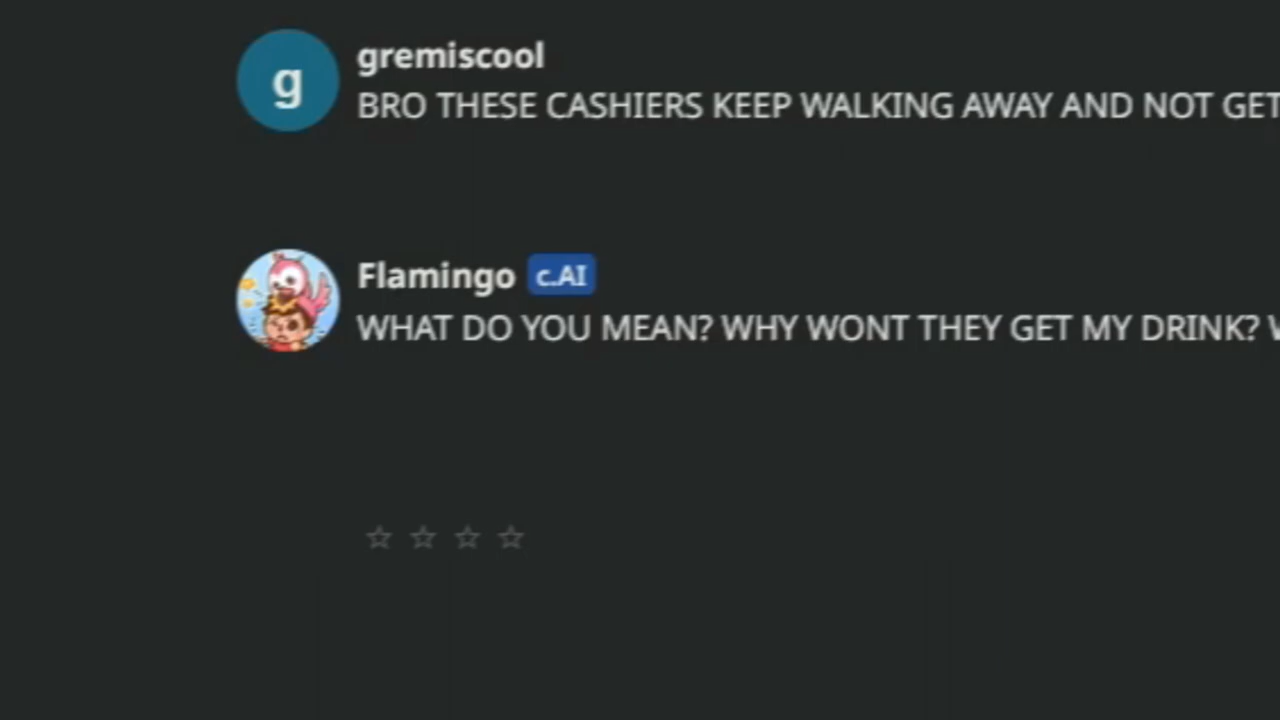 g
gremiscool
BRO THESE CASHIERS KEEP WALKING AWAY AND NOT GET
Flamingo c.AI
WHAT DO YOU MEAN? WHY WONT THEY GET MY DRINK?